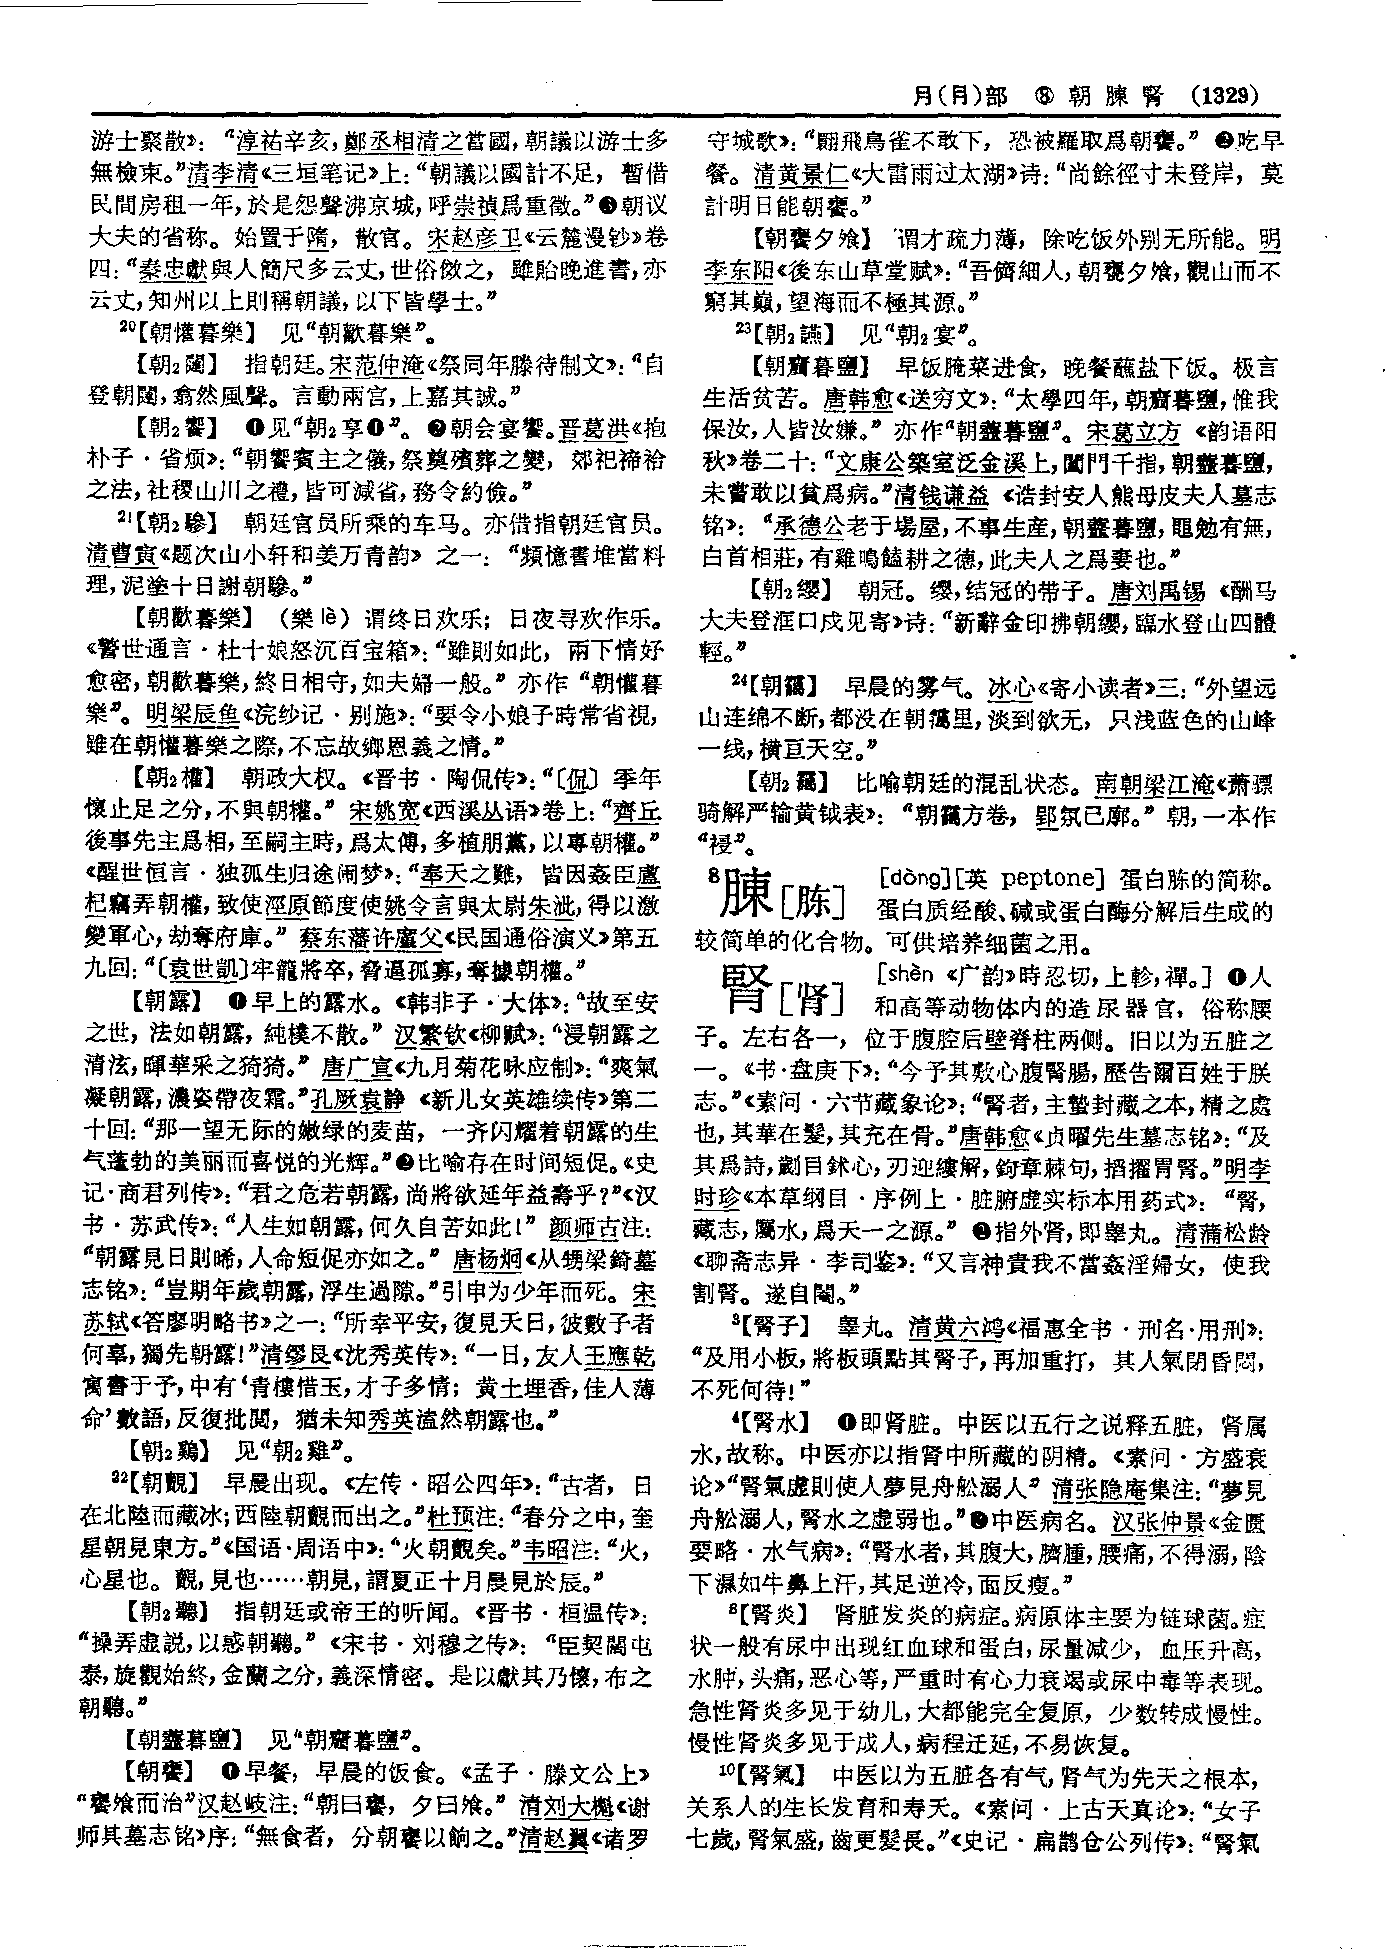 月(月)部 ⑧ 朝 腖 腎 (1329)
游士聚散》：“淳祐辛亥，鄭丞相清之當國，朝議以游士多
無檢束。”清李清《三垣笔记》上：“朝議以國計不足，暫借
民間房租一年，於是怨聲沸京城，呼崇禎爲重徵。”❸朝议
大夫的省称。始置于隋，散官。宋赵彦卫《云麓漫钞》卷
四：“秦忠獻與人簡尺多云丈，世俗傚之，雖貽晚進書，亦
云丈，知州以上則稱朝議，以下皆學士。”
20【朝懽暮樂】 见“朝歡暮樂”。
【朝2闥】 指朝廷。宋范仲淹《祭同年滕待制文》：“自
登朝闥，翕然風聲。言動兩宫，上嘉其誠。”
【朝2饗】 ❶见“朝2享❶”。❷朝会宴饗。晋葛洪《抱
朴子·省烦》：“朝饗賓主之儀，祭奠殯葬之變，郊祀禘祫
之法，社稷山川之禮，皆可減省，務令約儉。”
21【朝2驂】 朝廷官员所乘的车马。亦借指朝廷官员。
清曹寅《题次山小轩和姜万青韵》之一：“頻憶書堆當料
理，泥塗十日謝朝驂。”
【朝歡暮樂】（樂lè）谓终日欢乐；日夜寻欢作乐。
《警世通言·杜十娘怒沉百宝箱》：“雖則如此，兩下情好
愈密，朝歡暮樂，終日相守，如夫婦一般。”亦作“朝懽暮
樂”。明梁辰鱼《浣纱记·别施》：“要令小娘子時常省視，
雖在朝懽暮樂之際，不忘故鄉恩義之情。”
【朝2權】 朝政大权。《晋书·陶侃传》：“〔侃〕季年
懷止足之分，不與朝權。”宋姚宽《西溪丛语》卷上：“齊丘
後事先主爲相，至嗣主時，爲太傅，多植朋黨，以專朝權。”
《醒世恒言·独孤生归途闹梦》：“奉天之難，皆因姦臣盧
杞竊弄朝權，致使涇原節度使姚令言與太尉朱泚，得以激
變軍心，劫奪府庫。”蔡东藩许廑父《民国通俗演义》第五
九回：“〔袁世凱〕牢籠將卒，脅逼孤寡，奪據朝權。”
【朝露】 ❶早上的露水。《韩非子·大体》：“故至安
之世，法如朝露，純樸不散。”汉繁钦《柳赋》：“浸朝露之
清泫，暉華采之猗猗。”唐广宣《九月菊花咏应制》：“爽氣
凝朝露，濃姿帶夜霜。”孔厥袁静《新儿女英雄续传》第二
十回：“那一望无际的嫩绿的麦苗，一齐闪耀着朝露的生
气蓬勃的美丽而喜悦的光辉。”❷比喻存在时间短促。《史
记·商君列传》：“君之危若朝露，尚將欲延年益壽乎？”《汉
书·苏武传》：“人生如朝露，何久自苦如此！”颜师古注：
“朝露見日則晞，人命短促亦如之。”唐杨炯《从甥梁錡墓
志铭》：“豈期年歲朝露，浮生過隙。”引申为少年而死。宋
苏轼《答廖明略书》之一：“所幸平安，復見天日，彼數子者
何辜，獨先朝露！”清缪艮《沈秀英传》：“一日，友人王應乾
寓書于予，中有‘青樓惜玉，才子多情；黄土埋香，佳人薄
命’數語，反復批閲，猶未知秀英溘然朝露也。”
【朝2鷄】 见“朝2雞”。
22【朝覿】 早晨出现。《左传·昭公四年》：“古者，日
在北陸而藏冰；西陸朝覿而出之。”杜预注：“春分之中，奎
星朝見東方。”《国语·周语中》：“火朝覿矣。”韦昭注：“火，
心星也。覿，見也……朝見，謂夏正十月晨見於辰。”
【朝2聽】 指朝廷或帝王的听闻。《晋书·桓温传》：
“操弄虚説，以惑朝聽。”《宋书·刘穆之传》：“臣契闊屯
泰，旋觀始終，金蘭之分，義深情密。是以獻其乃懷，布之
朝聽。”
【朝虀暮鹽】 见“朝齏暮鹽”。
【朝饔】 ❶早餐，早晨的饭食。《孟子·滕文公上》
“饔飧而治”汉赵岐注：“朝曰饔，夕曰飧。”清刘大櫆《谢
师其墓志铭》序：“無食者，分朝饔以餉之。”清赵翼《诸罗
守城歌》：“翾飛鳥雀不敢下，恐被羅取爲朝饔。”❷吃早
餐。清黄景仁《大雷雨过太湖》诗：“尚餘徑寸未登岸，莫
計明日能朝饔。”
【朝饔夕飧】 谓才疏力薄，除吃饭外别无所能。明
李东阳《後东山草堂赋》：“吾儕細人，朝饔夕飧，觀山而不
窮其巔，望海而不極其源。”
23【朝2讌】 见“朝2宴”。
【朝齏暮鹽】 早饭腌菜进食，晚餐蘸盐下饭。极言
生活贫苦。唐韩愈《送穷文》：“太學四年，朝齏暮鹽，惟我
保汝，人皆汝嫌。”亦作“朝虀暮鹽”。宋葛立方《韵语阳
秋》卷二十：“文康公築室泛金溪上，闔門千指，朝虀暮鹽，
未嘗敢以貧爲病。”清钱谦益《诰封安人熊母皮夫人墓志
铭》：“承德公老于場屋，不事生産，朝虀暮鹽，黽勉有無，
白首相莊，有雞鳴饁耕之德，此夫人之爲妻也。”
【朝2缨】 朝冠。缨，结冠的带子。唐刘禹锡《酬马
大夫登洭口戍见寄》诗：“新辭金印拂朝纓，臨水登山四體
輕。”
24【朝靄】 早晨的雾气。冰心《寄小读者》三：“外望远
山连绵不断，都没在朝靄里，淡到欲无，只浅蓝色的山峰
一线，横亘天空。”
【朝2靄】 比喻朝廷的混乱状态。南朝梁江淹《萧骠
骑解严输黄钺表》：“朝靄方卷，郢氛已廓。”朝，一本作
“祲”。
8腖[胨] [dòng][英 peptone] 蛋白胨的简称。
蛋白质经酸、碱或蛋白酶分解后生成的
较简单的化合物。可供培养细菌之用。
腎[肾] [shèn《广韵》時忍切，上軫，禪。] ❶人
和高等动物体内的造尿器官，俗称腰
子。左右各一，位于腹腔后壁脊柱两侧。旧以为五脏之
一。《书·盘庚下》：“今予其敷心腹腎腸，歷告爾百姓于朕
志。”《素问·六节藏象论》：“腎者，主蟄封藏之本，精之處
也，其華在髮，其充在骨。”唐韩愈《贞曜先生墓志铭》：“及
其爲詩，劌目鉥心，刃迎縷解，鉤章棘句，搯擢胃腎。”明李
时珍《本草纲目·序例上·脏腑虚实标本用药式》：“腎，
藏志，屬水，爲天一之源。”❷指外肾，即睾丸。清蒲松龄
《聊斋志异·李司鉴》：“又言神責我不當姦淫婦女，使我
割腎。遂自閹。”
3【腎子】 睾丸。清黄六鸿《福惠全书·刑名·用刑》：
“及用小板，將板頭點其腎子，再加重打，其人氣閉昏悶，
不死何待！”
4【腎水】 ❶即肾脏。中医以五行之说释五脏，肾属
水，故称。中医亦以指肾中所藏的阴精。《素问·方盛衰
论》“腎氣虚則使人夢見舟舩溺人”清张隐庵集注：“夢見
舟舩溺人，腎水之虚弱也。”❷中医病名。汉张仲景《金匮
要略·水气病》：“腎水者，其腹大，臍腫，腰痛，不得溺，陰
下濕如牛鼻上汗，其足逆冷，面反瘦。”
8【腎炎】 肾脏发炎的病症。病原体主要为链球菌。症
状一般有尿中出现红血球和蛋白，尿量减少，血压升高，
水肿，头痛，恶心等，严重时有心力衰竭或尿中毒等表现。
急性肾炎多见于幼儿，大都能完全复原，少数转成慢性。
慢性肾炎多见于成人，病程迁延，不易恢复。
10【腎氣】 中医以为五脏各有气，肾气为先天之根本，
关系人的生长发育和寿夭。《素问·上古天真论》：“女子
七歲，腎氣盛，齒更髮長。”《史记·扁鹊仓公列传》：“腎氣